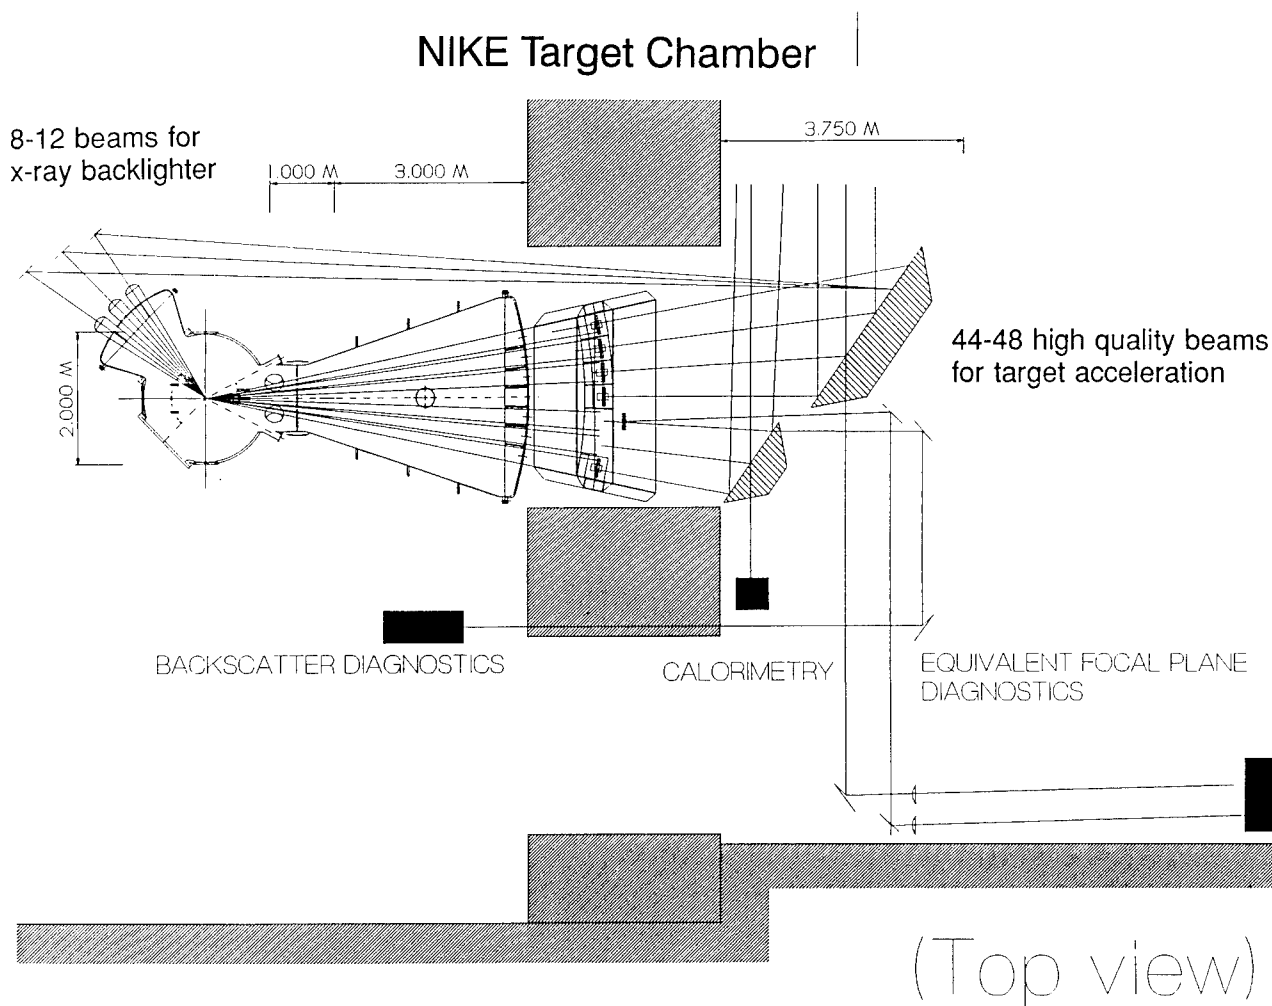 NIKE Target Chamber
8-12 beams for
x-ray backlighter
1.000 M
3.000 M
3.750 M
2.000 M
44-48 high quality beams
for target acceleration
BACKSCATTER DIAGNOSTICS
CALORIMETRY
EQUIVALENT FOCAL PLANE
DIAGNOSTICS
(Top view)